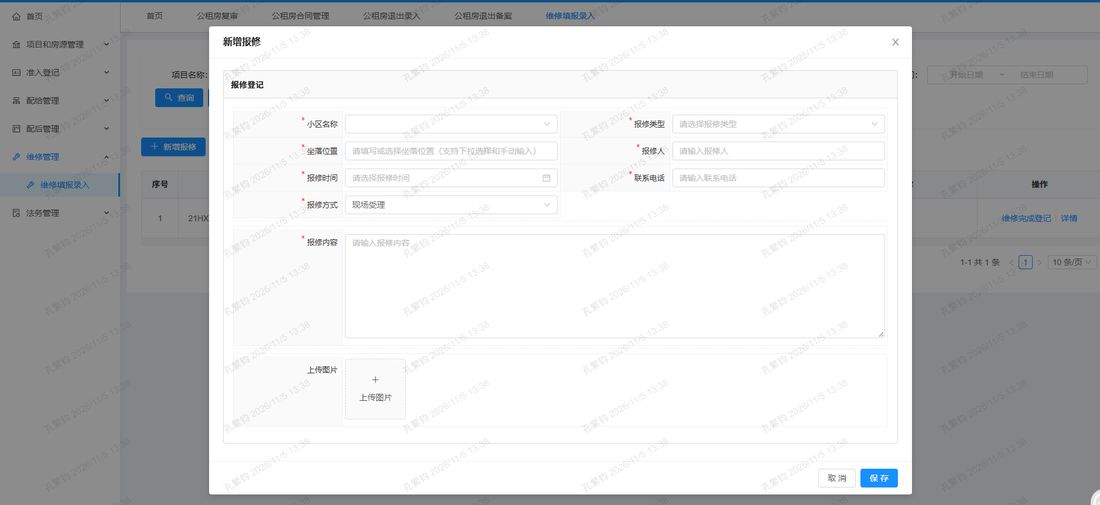 首页
项目和房源管理
准入登记
配给管理
配后管理
维修管理
维修填报录入
法务管理
首页 公租房复审 公租房合同管理 公租房退出录入 公租房退出备案 维修填报录入
项目名称: 开始日期 ~ 结束日期
查询
+ 新增报修
序号 操作
1 21HX 维修完成登记 详情
1-1 共 1 条 < 1 > 10 条/页
新增报修
报修登记
* 小区名称
* 报修类型 请选择报修类型
* 坐落位置 请填写或选择坐落位置（支持下拉选择和手动输入）
* 报修人 请输入报修人
* 报修时间 请选择报修时间
* 联系电话 请输入联系电话
* 报修方式 现场受理
* 报修内容 请输入报修内容
上传图片
+
上传图片
取消 保存
孔繁钧 2026/11/5 13:38